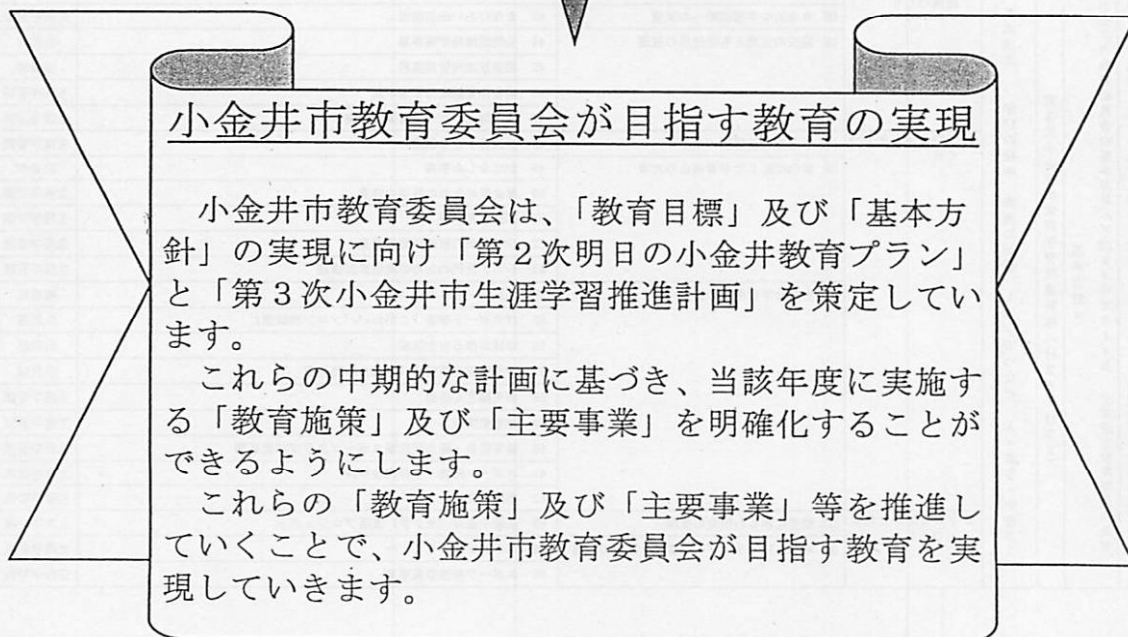 小金井市教育委員会が目指す教育の実現
　小金井市教育委員会は、「教育目標」及び「基本方
針」の実現に向け「第２次明日の小金井教育プラン」
と「第３次小金井市生涯学習推進計画」を策定してい
ます。
　これらの中期的な計画に基づき、当該年度に実施す
る「教育施策」及び「主要事業」を明確化することが
できるようにします。
　これらの「教育施策」及び「主要事業」等を推進し
ていくことで、小金井市教育委員会が目指す教育を実
現していきます。